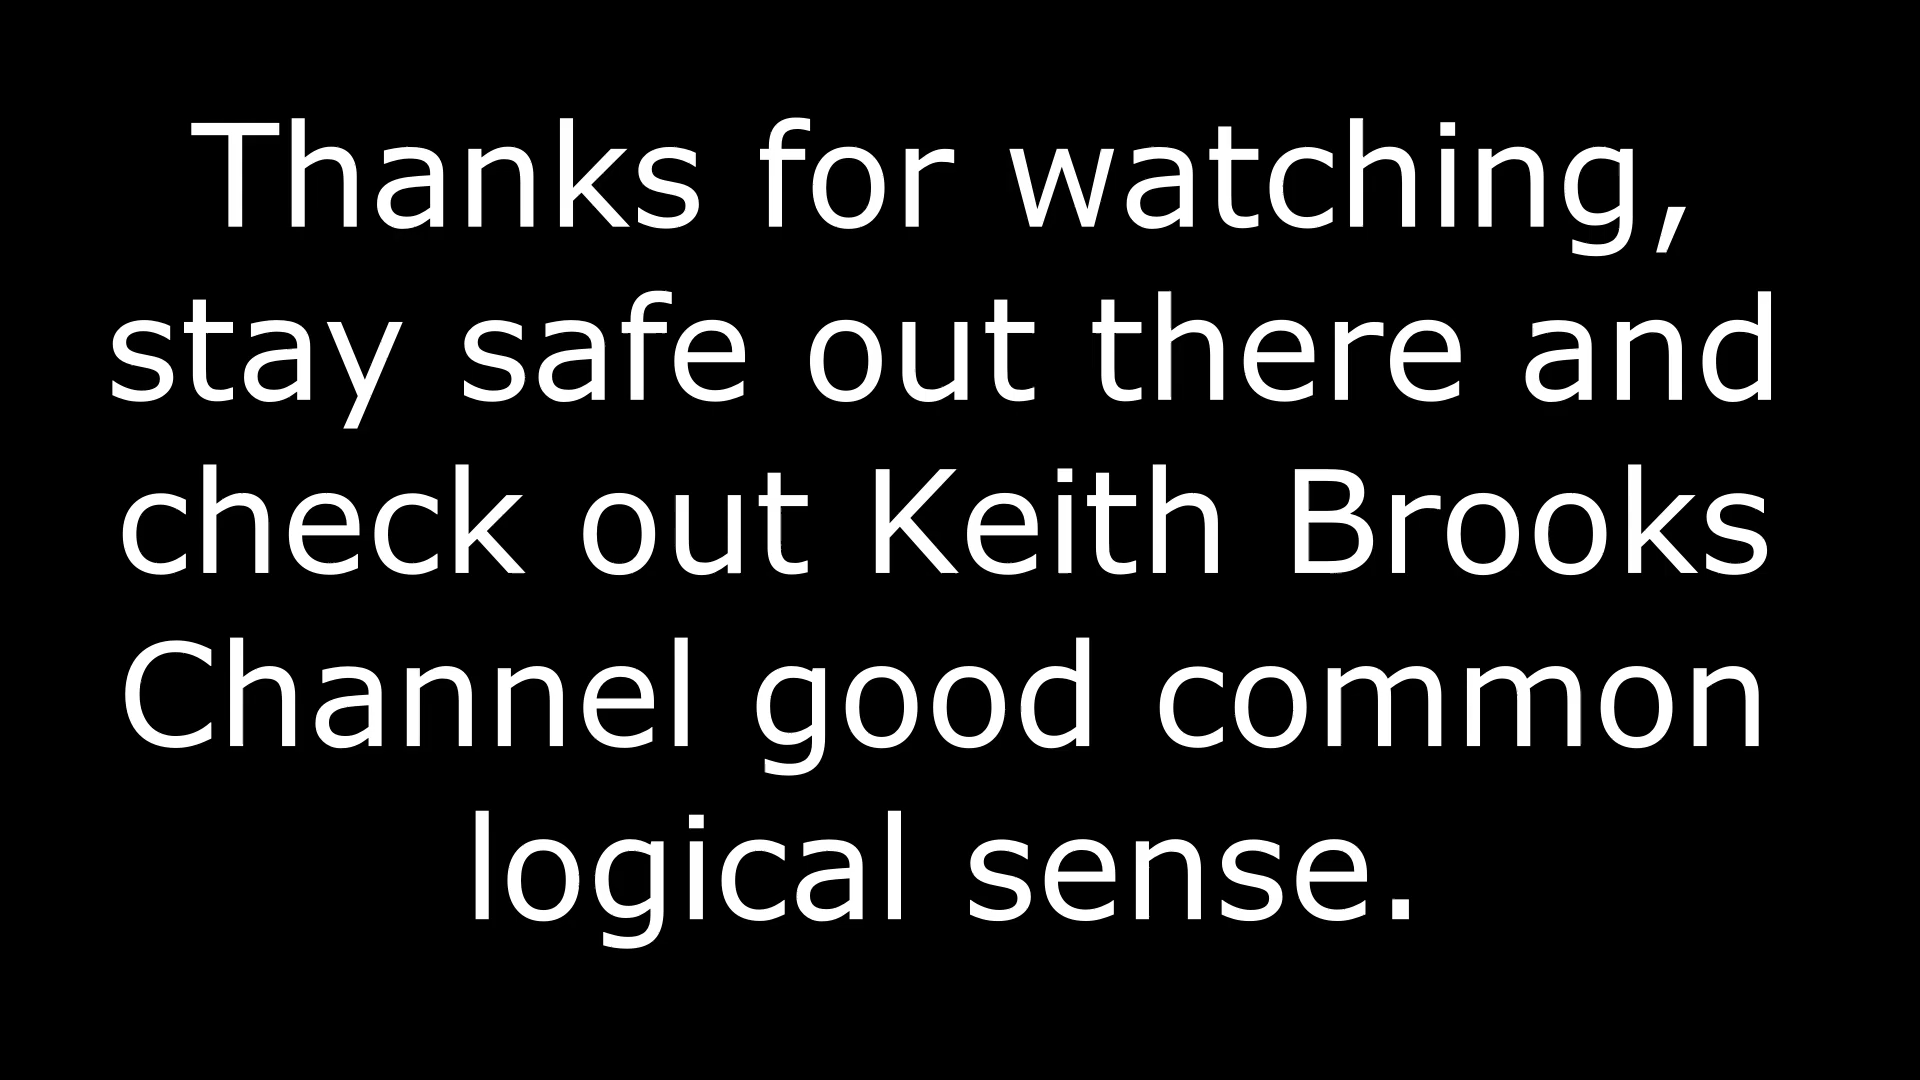 Thanks for watching,
stay safe out there and
check out Keith Brooks
Channel good common
logical sense.